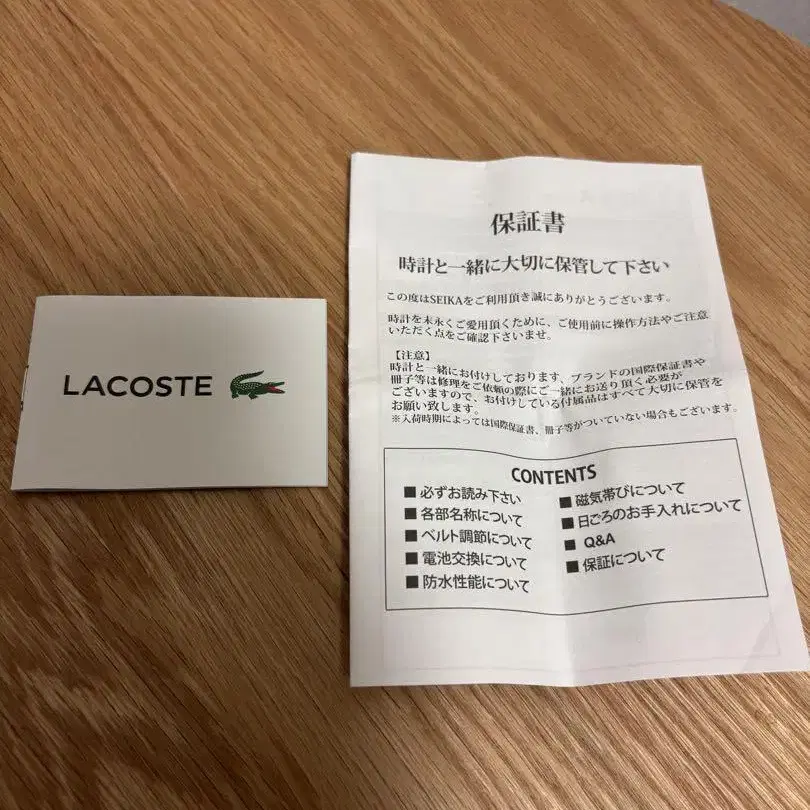 LACOSTE
保証書
時計と一緒に大切に保管して下さい
この度はSEIKAをご利用頂き誠にありがとうございます。
時計を末永くご愛用頂くために、ご使用前に操作方法やご注意
いただく点をご確認下さいませ。
【注意】
時計と一緒にお付けしております、ブランドの国際保証書や
冊子等は修理をご依頼の際にご一緒にお送り頂く必要が
ございますので、お付けしている付属品はすべて大切に保管を
お願い致します。
※入荷時期によっては国際保証書、冊子等がついていない場合もございます。
CONTENTS
■ 必ずお読み下さい
■ 各部名称について
■ ベルト調節について
■ 電池交換について
■ 防水性能について
■ 磁気帯びについて
■ 日ごろのお手入れについて
■ Q&A
■ 保証について